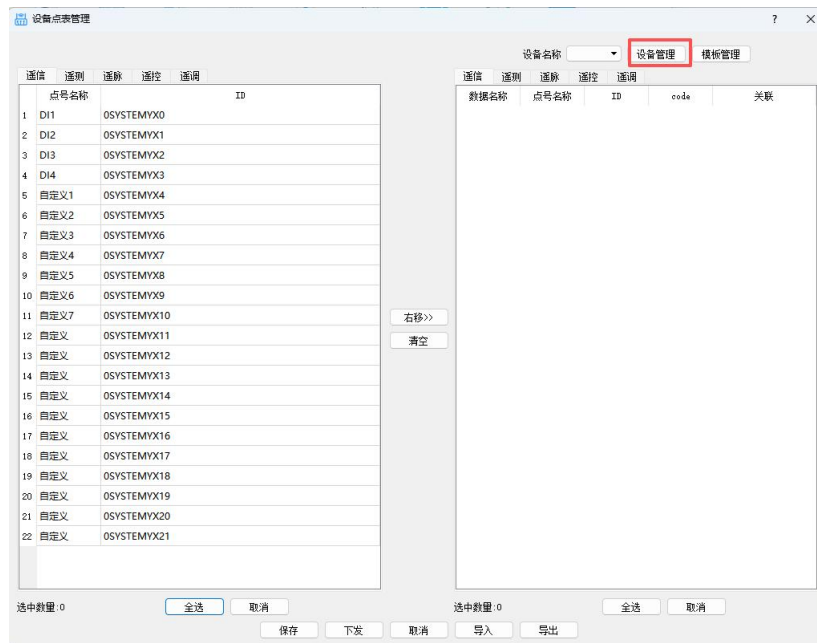 设备点表管理 ? ×
设备名称 设备管理 模板管理
遥信 遥测 遥脉 遥控 遥调
点号名称 ID
1 DI1 0SYSTEMYX0
2 DI2 0SYSTEMYX1
3 DI3 0SYSTEMYX2
4 DI4 0SYSTEMYX3
5 自定义1 0SYSTEMYX4
6 自定义2 0SYSTEMYX5
7 自定义3 0SYSTEMYX6
8 自定义4 0SYSTEMYX7
9 自定义5 0SYSTEMYX8
10 自定义6 0SYSTEMYX9
11 自定义7 0SYSTEMYX10
12 自定义 0SYSTEMYX11
13 自定义 0SYSTEMYX12
14 自定义 0SYSTEMYX13
15 自定义 0SYSTEMYX14
16 自定义 0SYSTEMYX15
17 自定义 0SYSTEMYX16
18 自定义 0SYSTEMYX17
19 自定义 0SYSTEMYX18
20 自定义 0SYSTEMYX19
21 自定义 0SYSTEMYX20
22 自定义 0SYSTEMYX21
右移>>
清空
遥信 遥测 遥脉 遥控 遥调
数据名称 点号名称 ID code 关联
选中数量:0 全选 取消
选中数量:0 全选 取消
保存 下发 取消 导入 导出